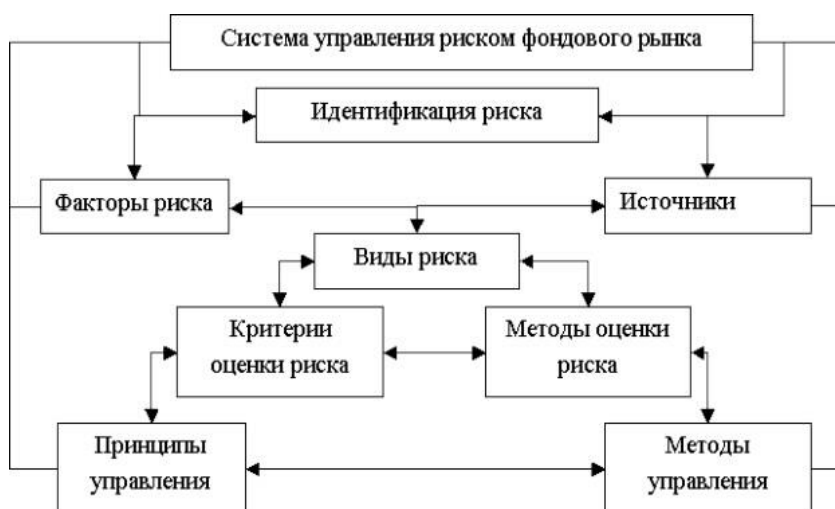 Система управления риском фондового рынка
Идентификация риска
Факторы риска
Источники
Виды риска
Критерии
оценки риска
Методы оценки
риска
Принципы
управления
Методы
управления